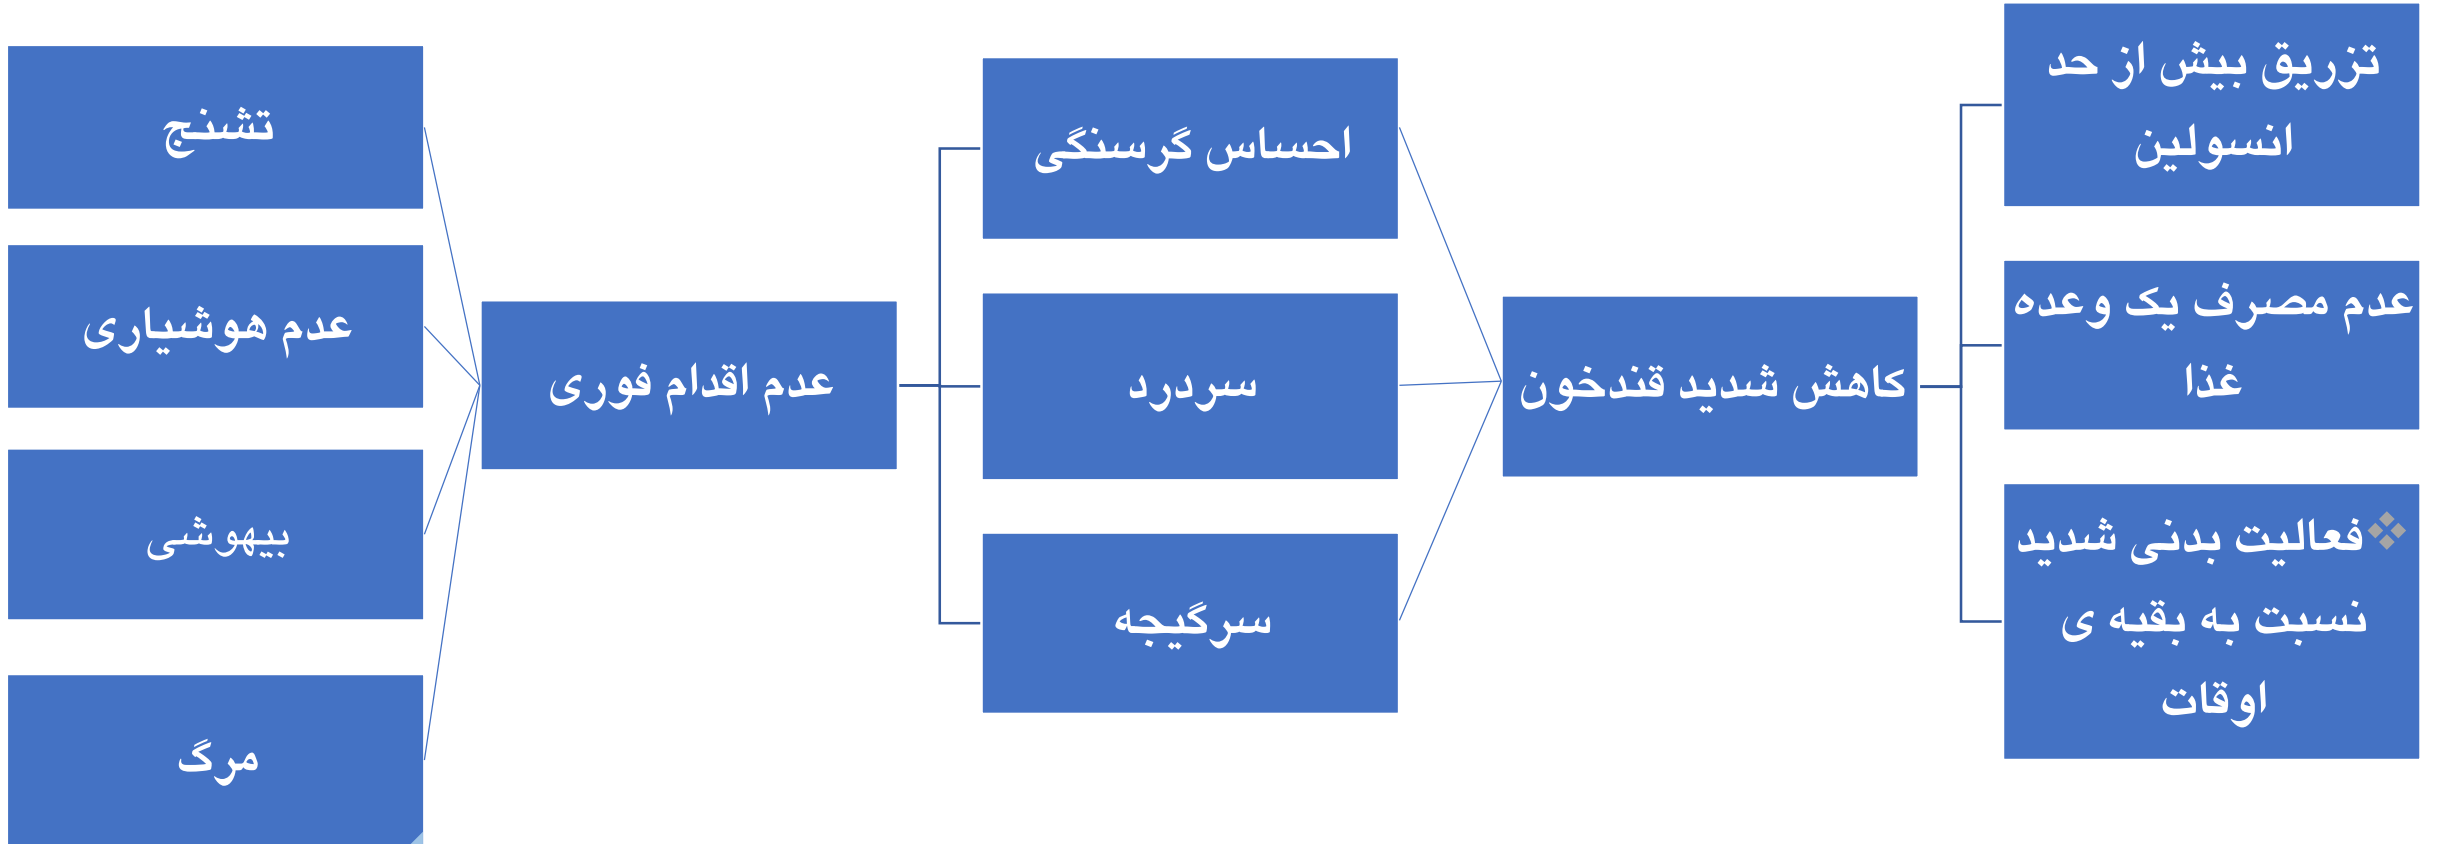 تزریق بیش از حد
انسولین
عدم مصرف یک وعده
غذا
فعالیت بدنی شدید
نسبت به بقیه ی
اوقات
کاهش شدید قندخون
احساس گرسنگی
سردرد
سرگیجه
عدم اقدام فوری
تشنج
عدم هوشیاری
بیهوشی
مرگ